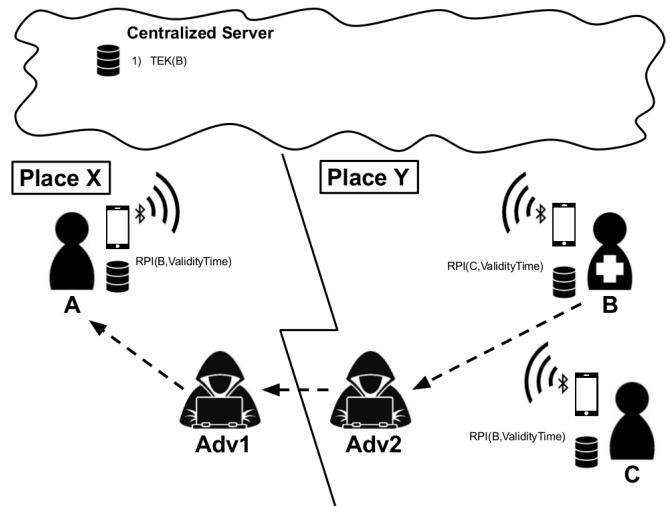 Centralized Server
1) TEK(B)
Place X
Place Y
RPI(B,ValidityTime)
A
RPI(C,ValidityTime)
B
Adv1
Adv2
RPI(B,ValidityTime)
C